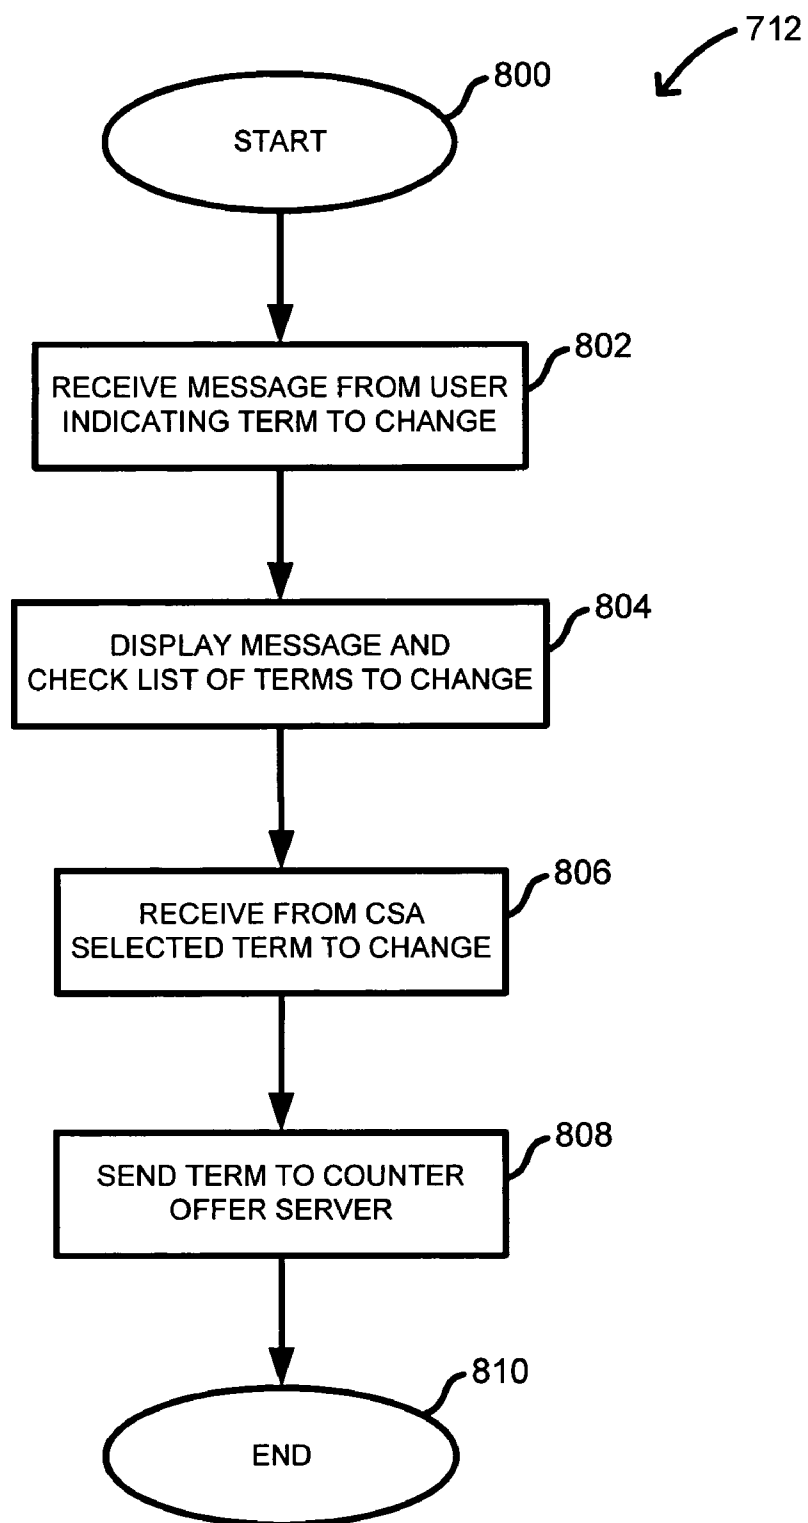 712
800
START
802
RECEIVE MESSAGE FROM USER
INDICATING TERM TO CHANGE
804
DISPLAY MESSAGE AND
CHECK LIST OF TERMS TO CHANGE
806
RECEIVE FROM CSA
SELECTED TERM TO CHANGE
808
SEND TERM TO COUNTER
OFFER SERVER
810
END